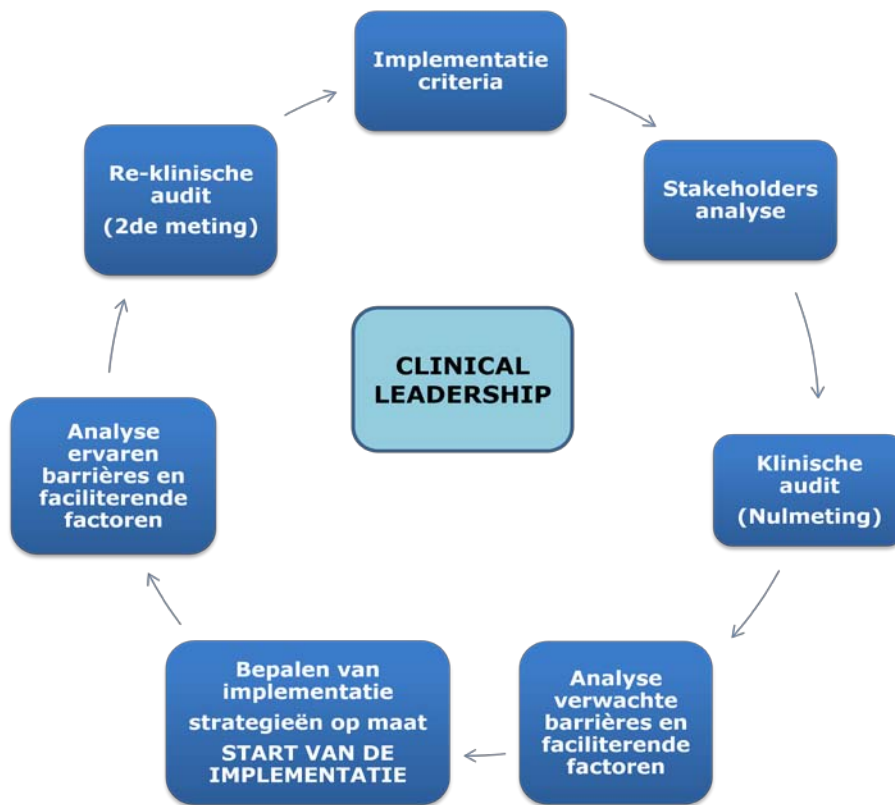 Implementatie
criteria
Stakeholders
analyse
Klinische
audit
(Nulmeting)
Analyse
verwachte
barrières en
faciliterende
factoren
Bepalen van
implementatie
strategieën op maat
START VAN DE
IMPLEMENTATIE
Analyse
ervaren
barrières en
faciliterende
factoren
Re-klinische
audit
(2de meting)
CLINICAL
LEADERSHIP